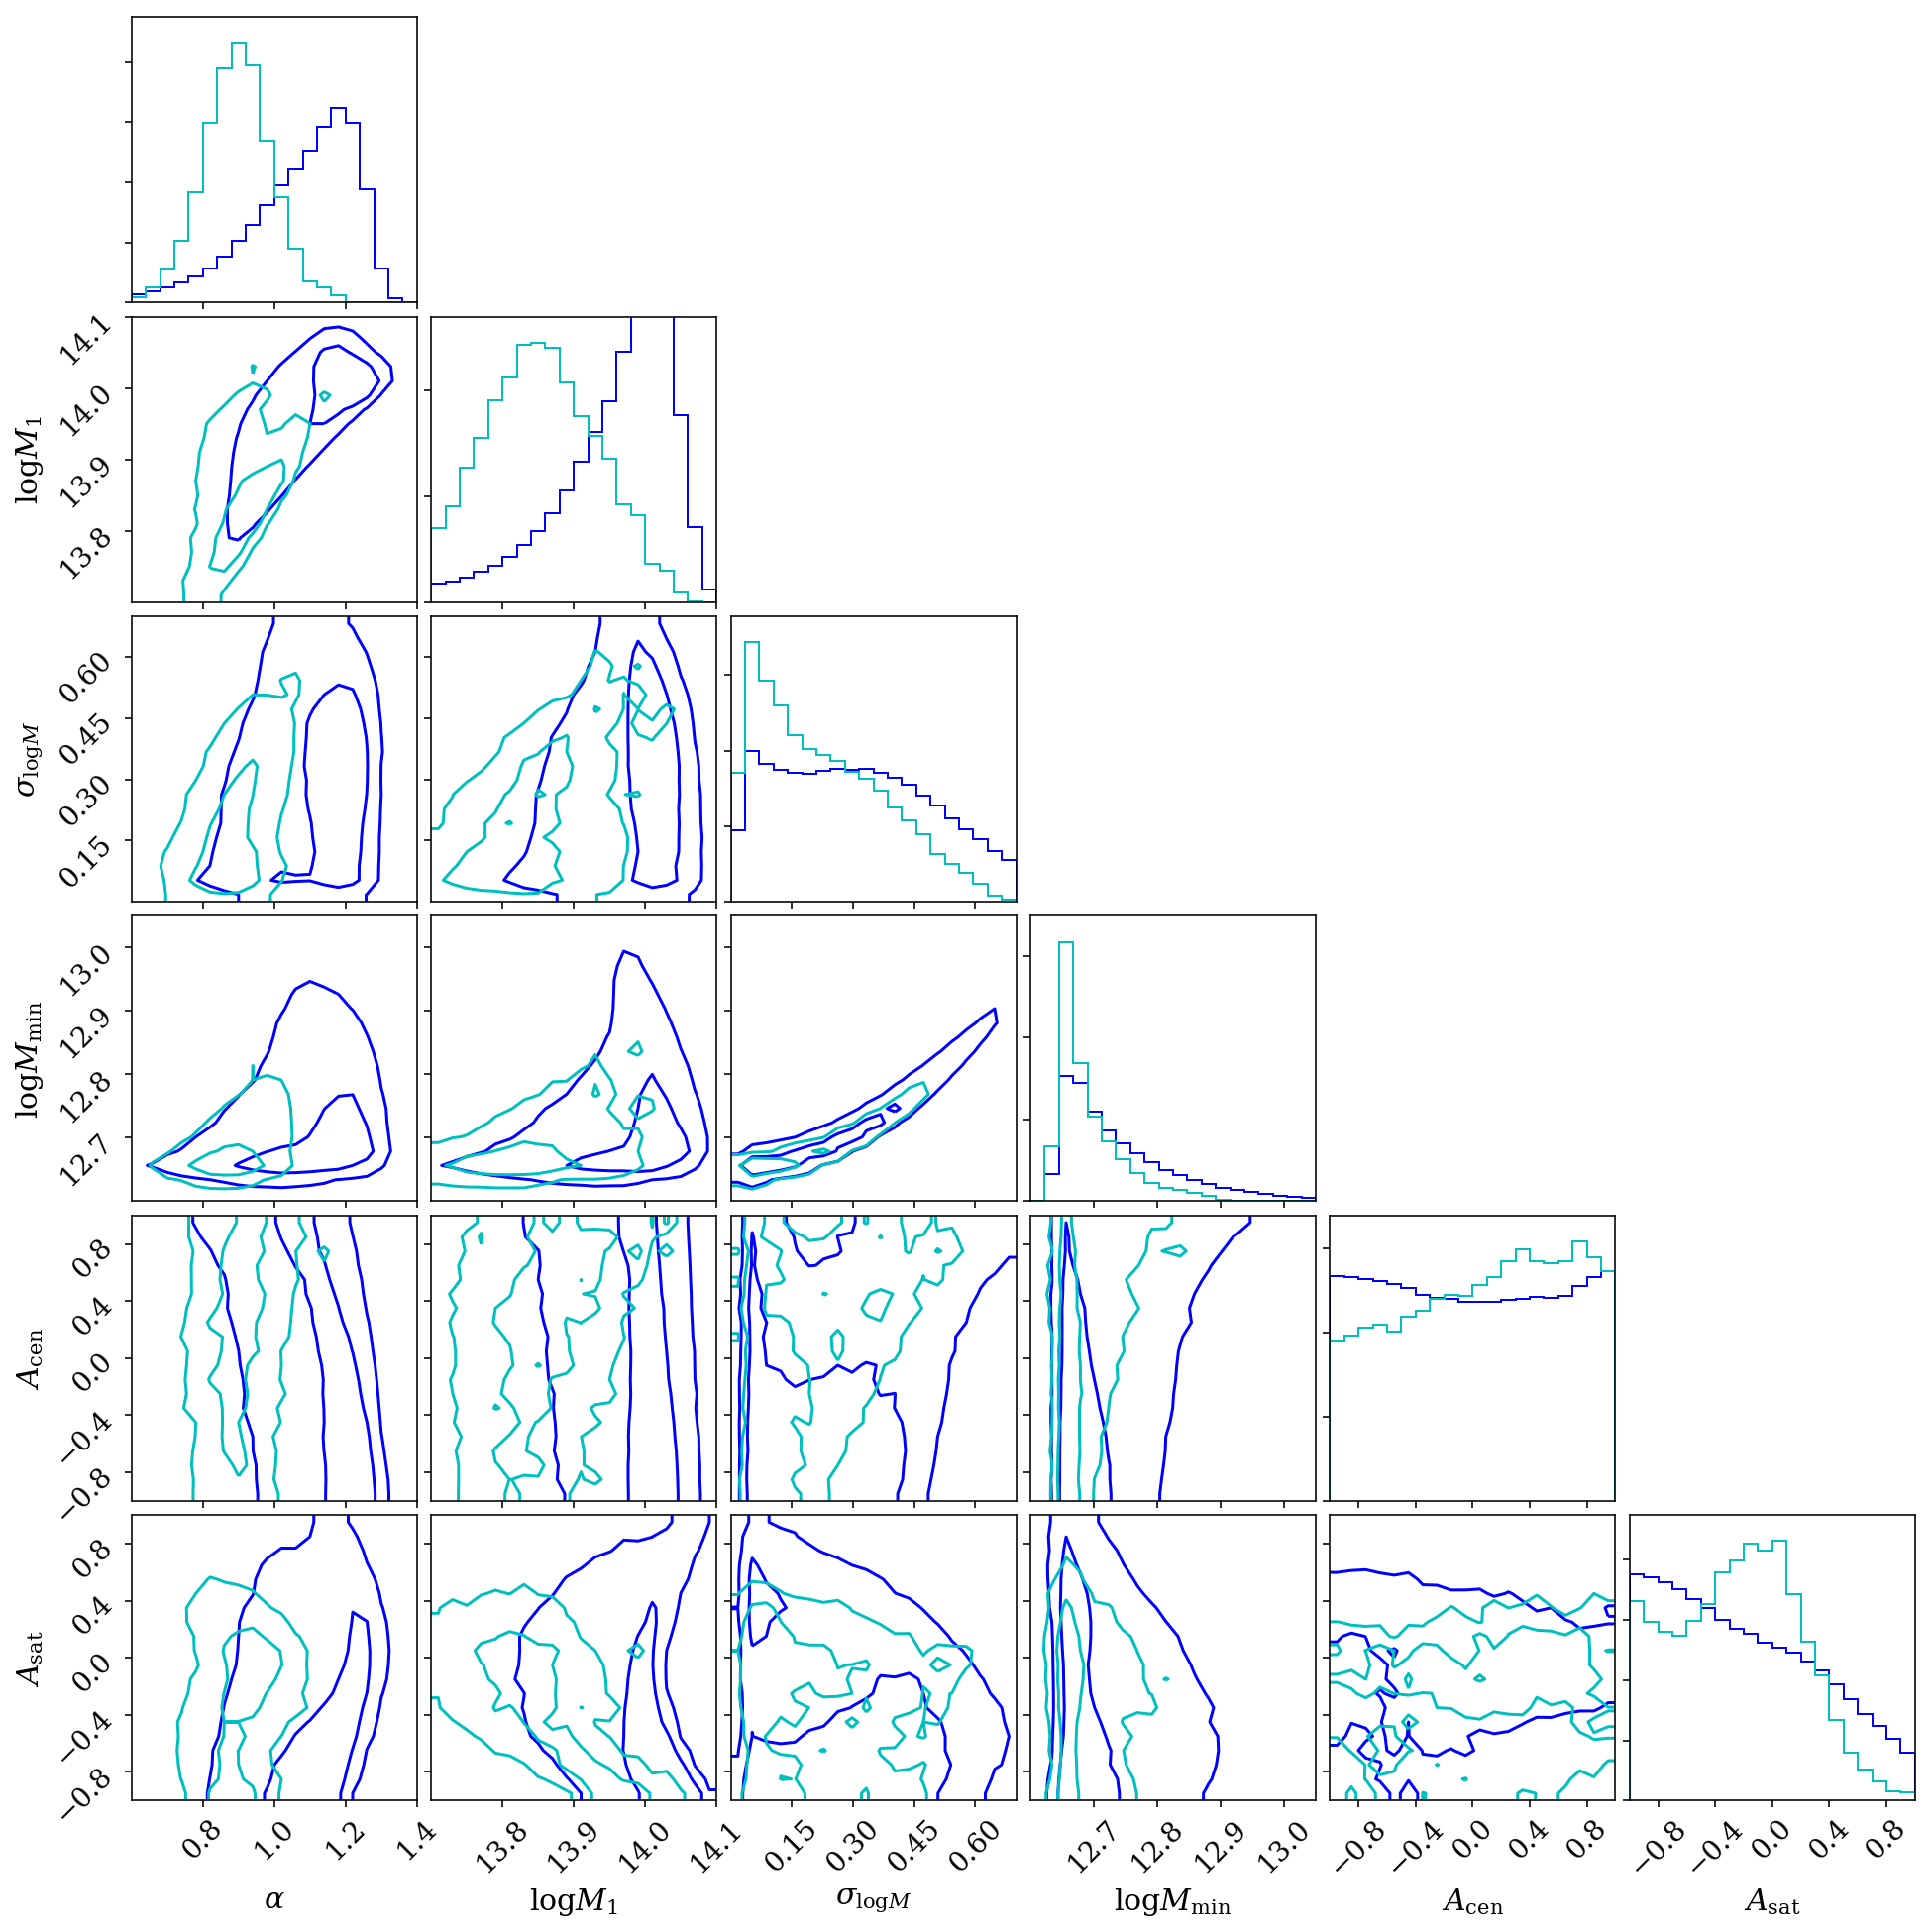 14.1
14.0
13.9
13.8
logM₁
0.60
0.45
0.30
0.15
σlogM
13.0
12.9
12.8
12.7
logMmin
0.8
0.4
0.0
−0.4
−0.8
Acen
0.8
0.4
0.0
−0.4
−0.8
Asat
0.8 1.0 1.2 1.4
13.8 13.9 14.0 14.1
0.15 0.30 0.45 0.60
12.7 12.8 12.9 13.0
−0.8 −0.4 0.0 0.4 0.8
−0.8 −0.4 0.0 0.4 0.8
α logM₁ σlogM logMmin Acen Asat